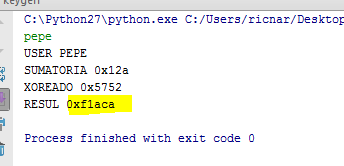 keygen
C:\Python27\python.exe C:/Users/ricnar/Desktop
pepe
USER PEPE
SUMATORIA 0x12a
XOREADO 0x5752
RESUL 0xf1aca
Process finished with exit code 0